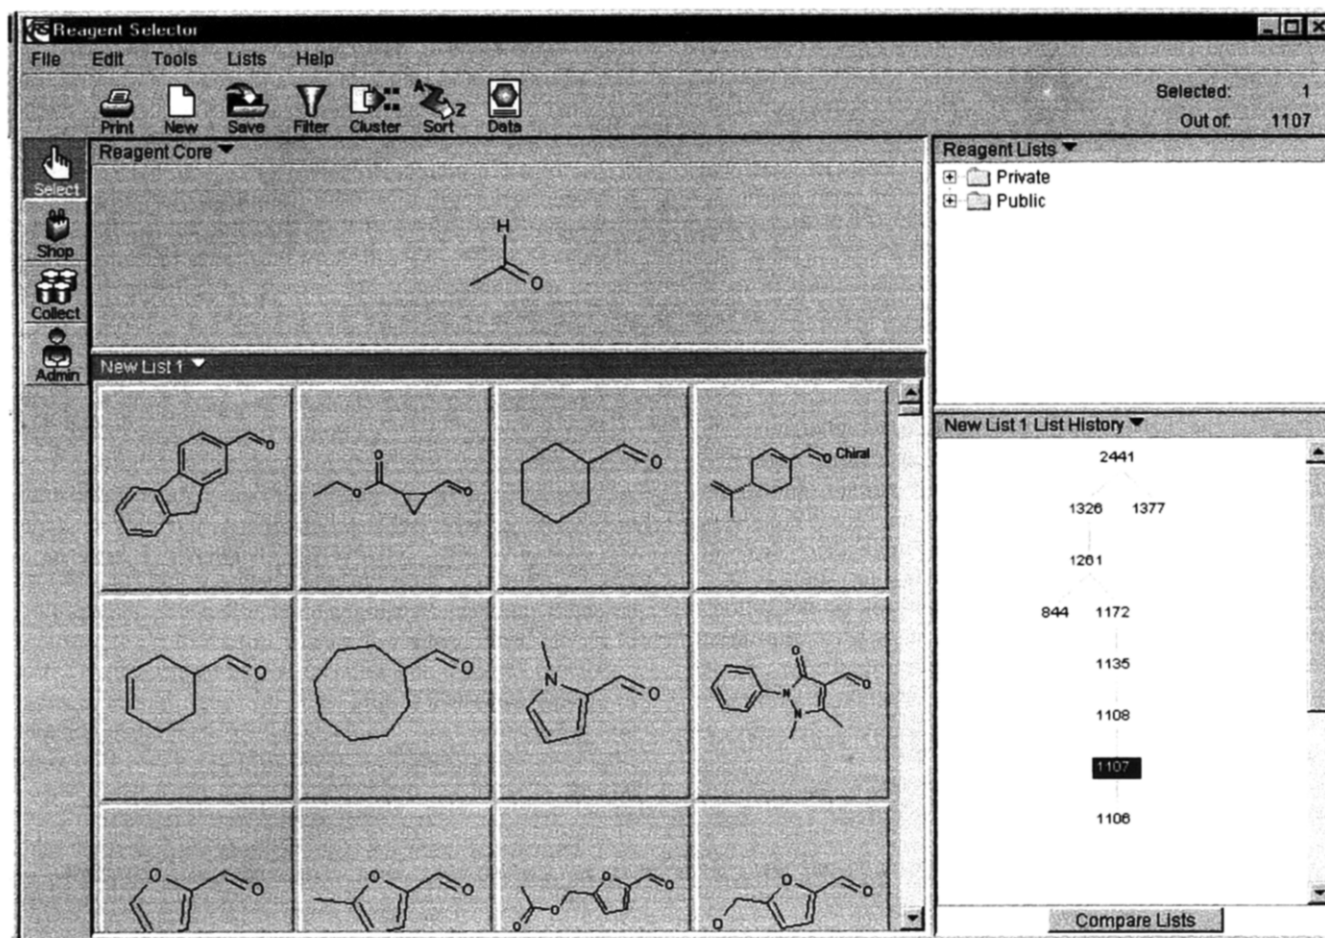 Reagent Selector
File Edit Tools Lists Help
Print New Save Filter Cluster Sort Data
A Z
Selected: 1
Out of: 1107
Select
Shop
Collect
Admin
Reagent Core
H
O
New List 1
O
O O O
O
O Chiral
O
O
N O
O N N O
O O
O O
O O O O
O O O
Reagent Lists
Private
Public
New List 1 List History
2441
1326 1377
1261
844 1172
1135
1108
1107
1106
Compare Lists